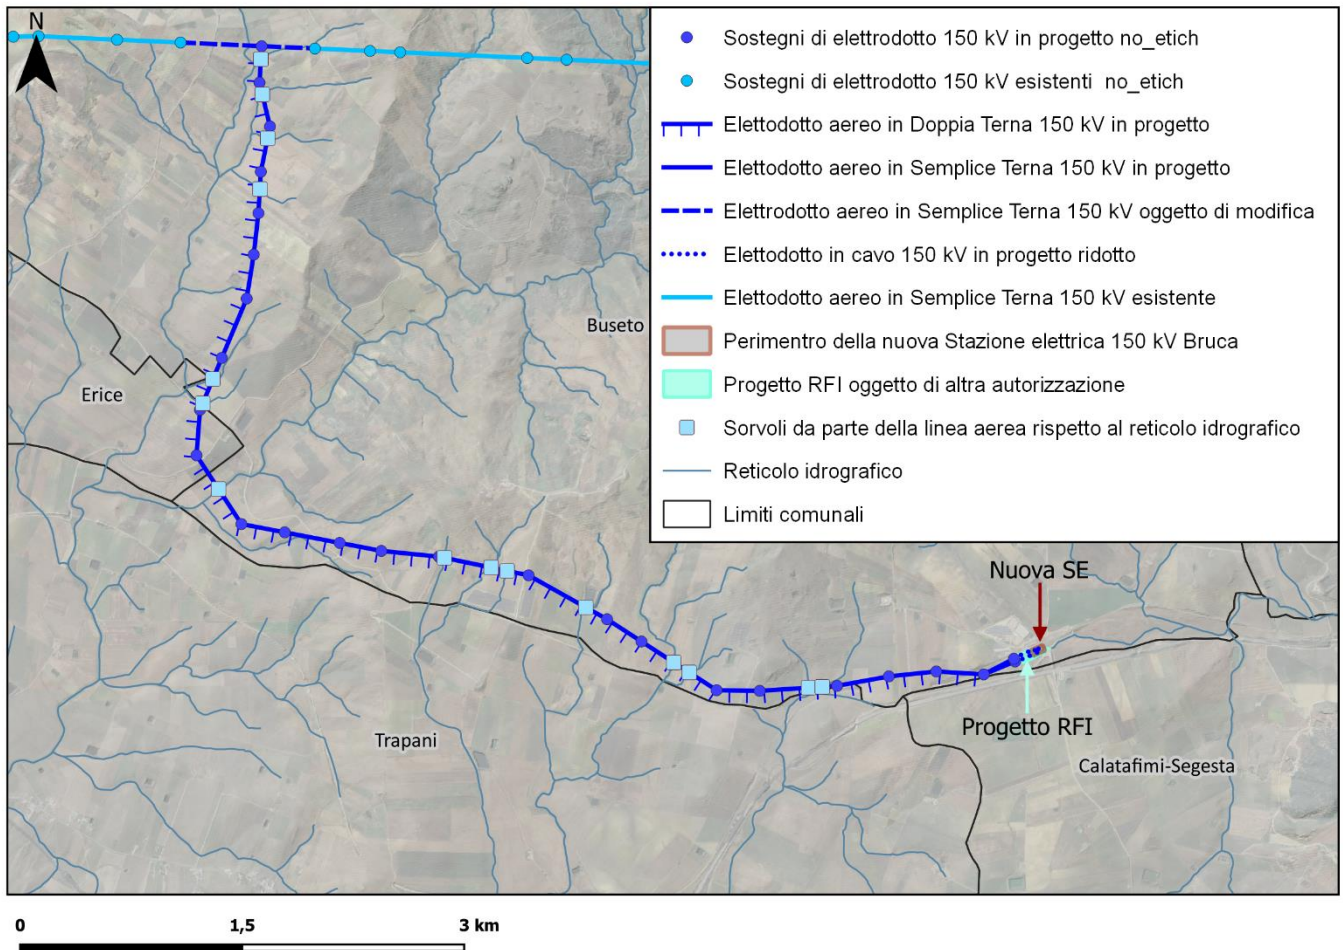 N
Sostegni di elettrodotto 150 kV in progetto no_etich
Sostegni di elettrodotto 150 kV esistenti no_etich
Elettodotto aereo in Doppia Terna 150 kV in progetto
Elettodotto aereo in Semplice Terna 150 kV in progetto
Elettrodotto aereo in Semplice Terna 150 kV oggetto di modifica
Elettodotto in cavo 150 kV in progetto ridotto
Elettodotto aereo in Semplice Terna 150 kV esistente
Perimentro della nuova Stazione elettrica 150 kV Bruca
Progetto RFI oggetto di altra autorizzazione
Sorvoli da parte della linea aerea rispetto al reticolo idrografico
Reticolo idrografico
Limiti comunali
Buseto
Erice
Nuova SE
Progetto RFI
Trapani
Calatafimi-Segesta
0 1,5 3 km